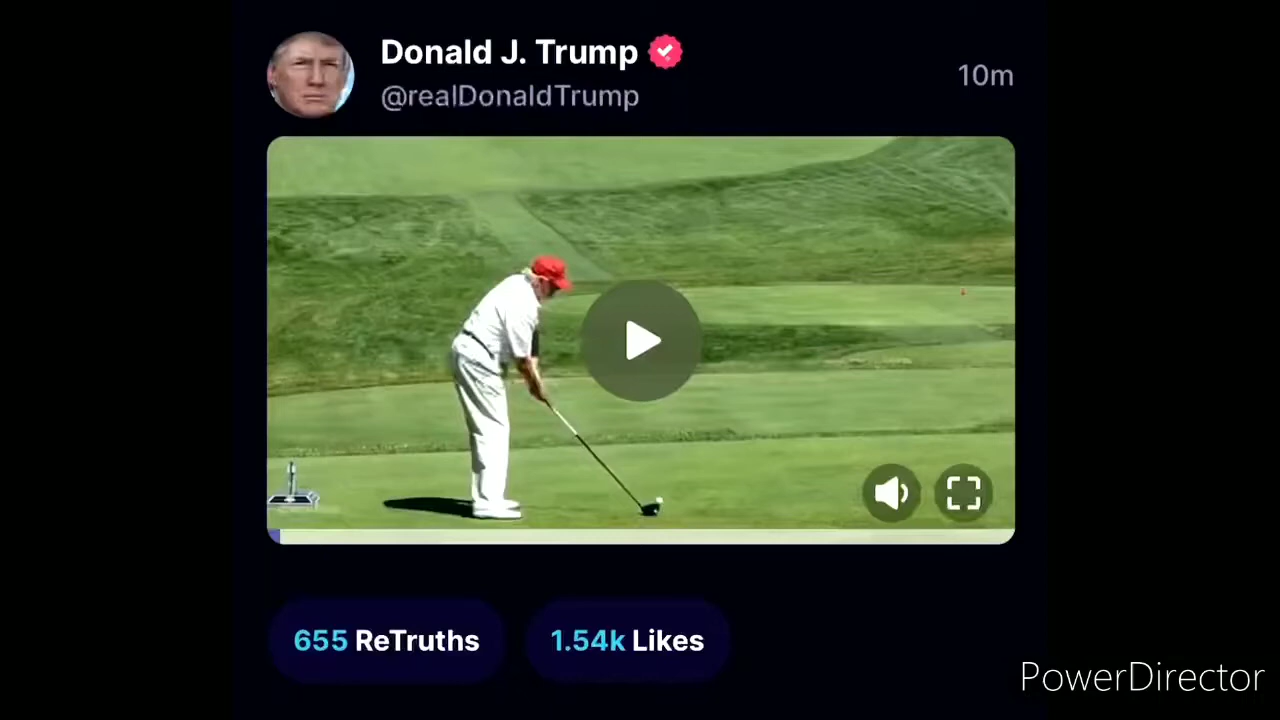 Donald J. Trump
@realDonaldTrump
10m
655 ReTruths
1.54k Likes
PowerDirector